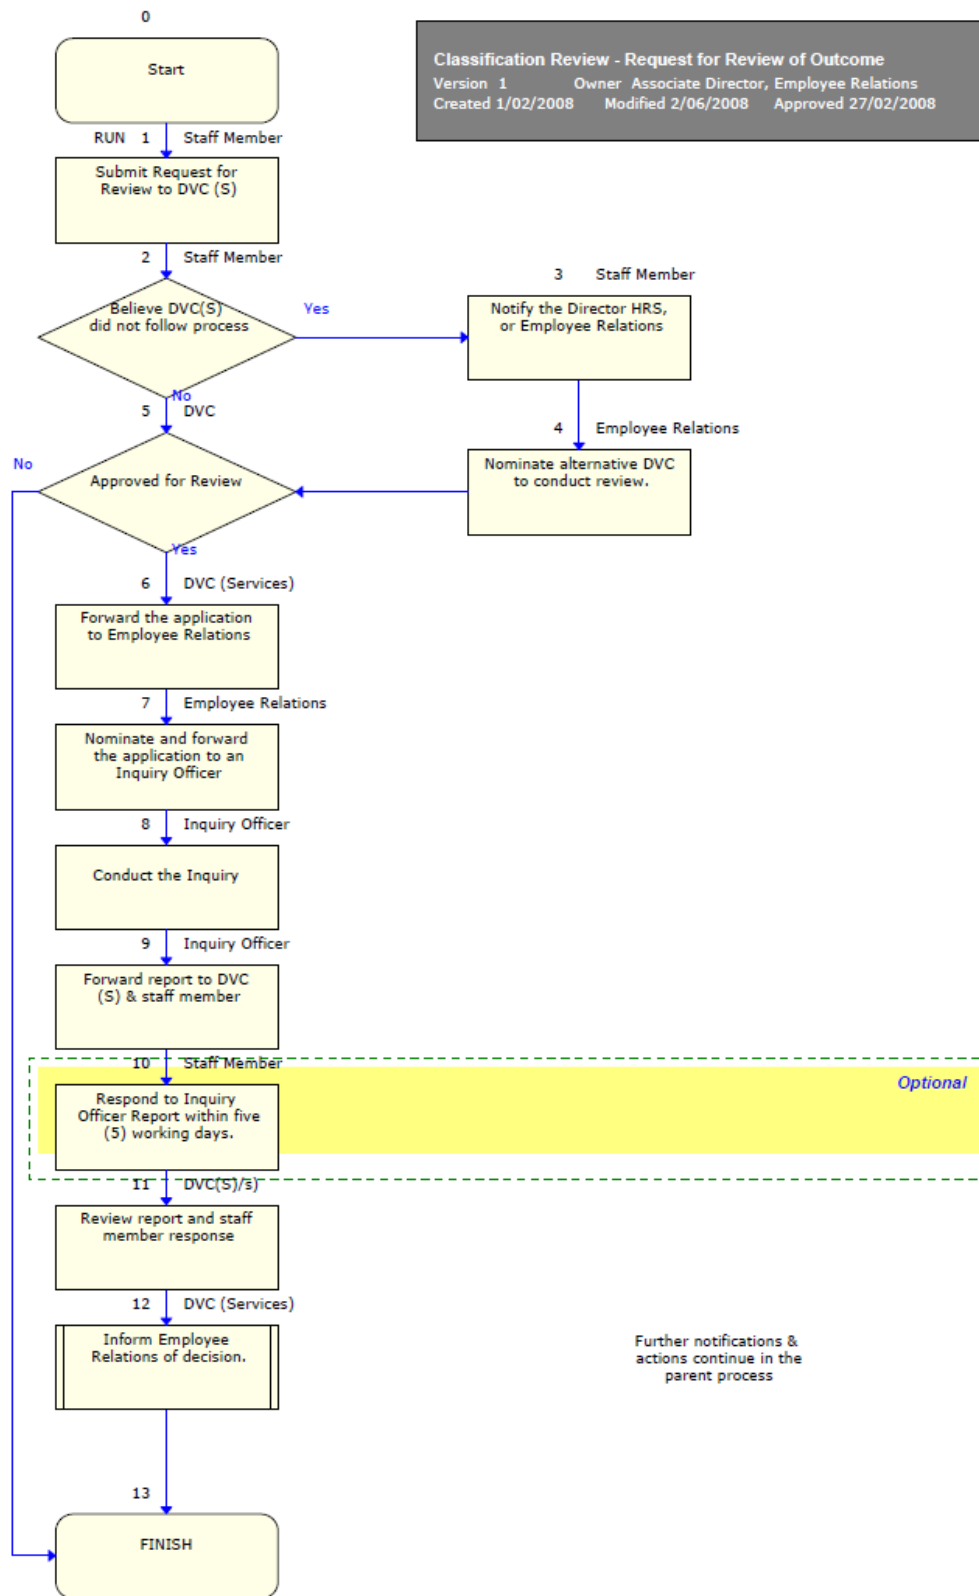 0
Start
Classification Review - Request for Review of Outcome
Version 1 Owner Associate Director, Employee Relations
Created 1/02/2008 Modified 2/06/2008 Approved 27/02/2008
RUN 1 Staff Member
Submit Request for
Review to DVC (S)
2 Staff Member
Believe DVC(S)
did not follow process
Yes
No
3 Staff Member
Notify the Director HRS,
or Employee Relations
4 Employee Relations
Nominate alternative DVC
to conduct review.
5 DVC
No
Approved for Review
Yes
6 DVC (Services)
Forward the application
to Employee Relations
7 Employee Relations
Nominate and forward
the application to an
Inquiry Officer
8 Inquiry Officer
Conduct the Inquiry
9 Inquiry Officer
Forward report to DVC
(S) & staff member
10 Staff Member
Optional
Respond to Inquiry
Officer Report within five
(5) working days.
11 DVC(S)/s)
Review report and staff
member response
12 DVC (Services)
Inform Employee
Relations of decision.
Further notifications &
actions continue in the
parent process
13
FINISH